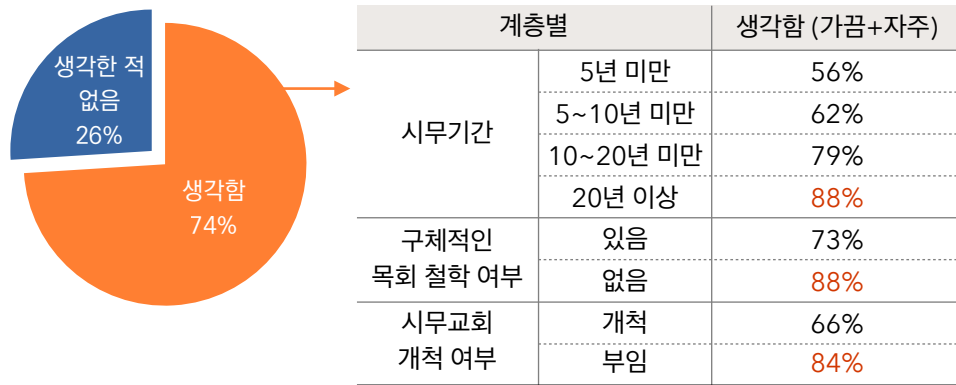 생각한 적
없음
26%
생각함
74%
계층별 생각함 (가끔+자주)
시무기간
5년 미만 56%
5~10년 미만 62%
10~20년 미만 79%
20년 이상 88%
구체적인
목회 철학 여부
있음 73%
없음 88%
시무교회
개척 여부
개척 66%
부임 84%